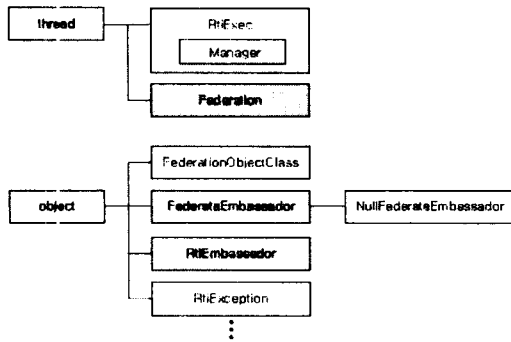 thread
RtiExec
Manager
Federation
FederationObjectClass
object
FederateEmbassador
NullFederateEmbassador
RtiEmbassador
RtiException